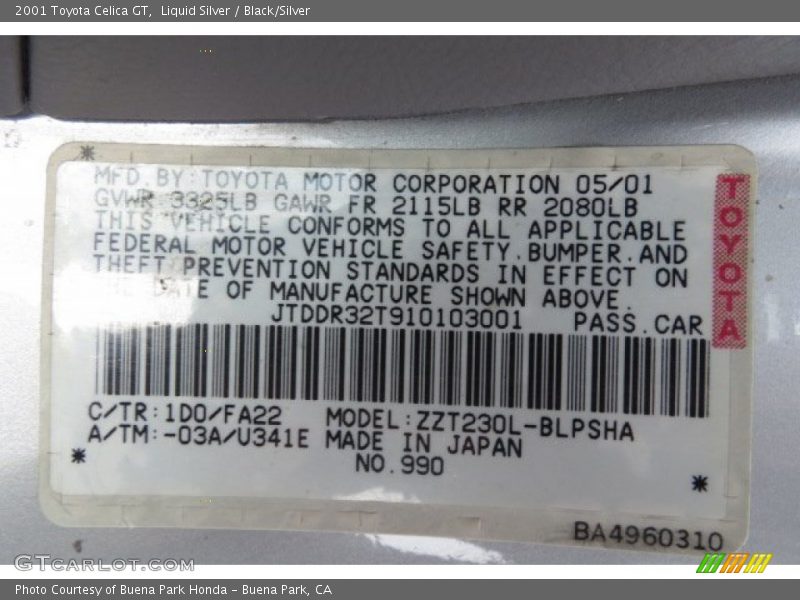 2001 Toyota Celica GT,  Liquid Silver / Black/Silver
MFD. BY TOYOTA MOTOR CORPORATION 05/01
GVWR 3325LB GAWR FR 2115LB RR 2080LB
THIS VEHICLE CONFORMS TO ALL APPLICABLE
FEDERAL MOTOR VEHICLE SAFETY.BUMPER.AND
THEFT PREVENTION STANDARDS IN EFFECT ON
THE DATE OF MANUFACTURE SHOWN ABOVE.
JTDDR32T910103001 PASS.CAR
TOYOTA
C/TR:1D0/FA22 MODEL:ZZT230L-BLPSHA
A/TM:-03A/U341E MADE IN JAPAN
NO.990
BA4960310
GTCarLot.com
Photo Courtesy of Buena Park Honda - Buena Park, CA